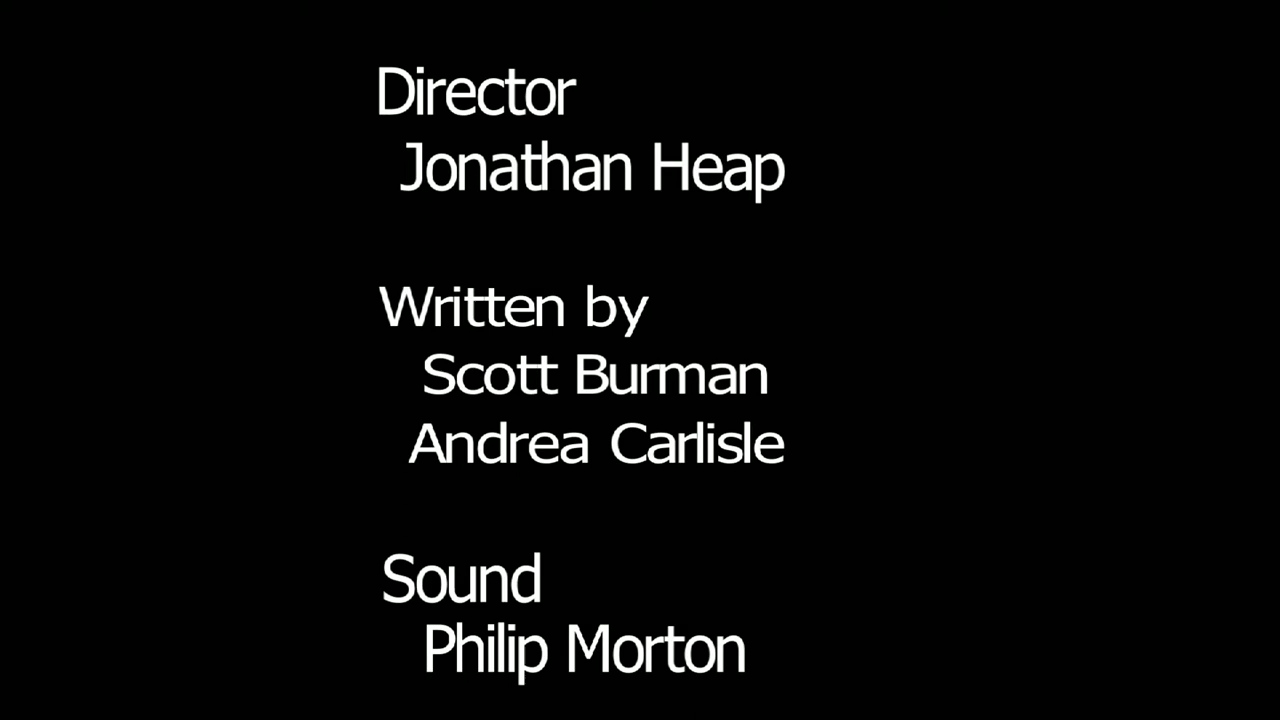 Director
Jonathan Heap
Written by
Scott Burman
Andrea Carlisle
Sound
Philip Morton